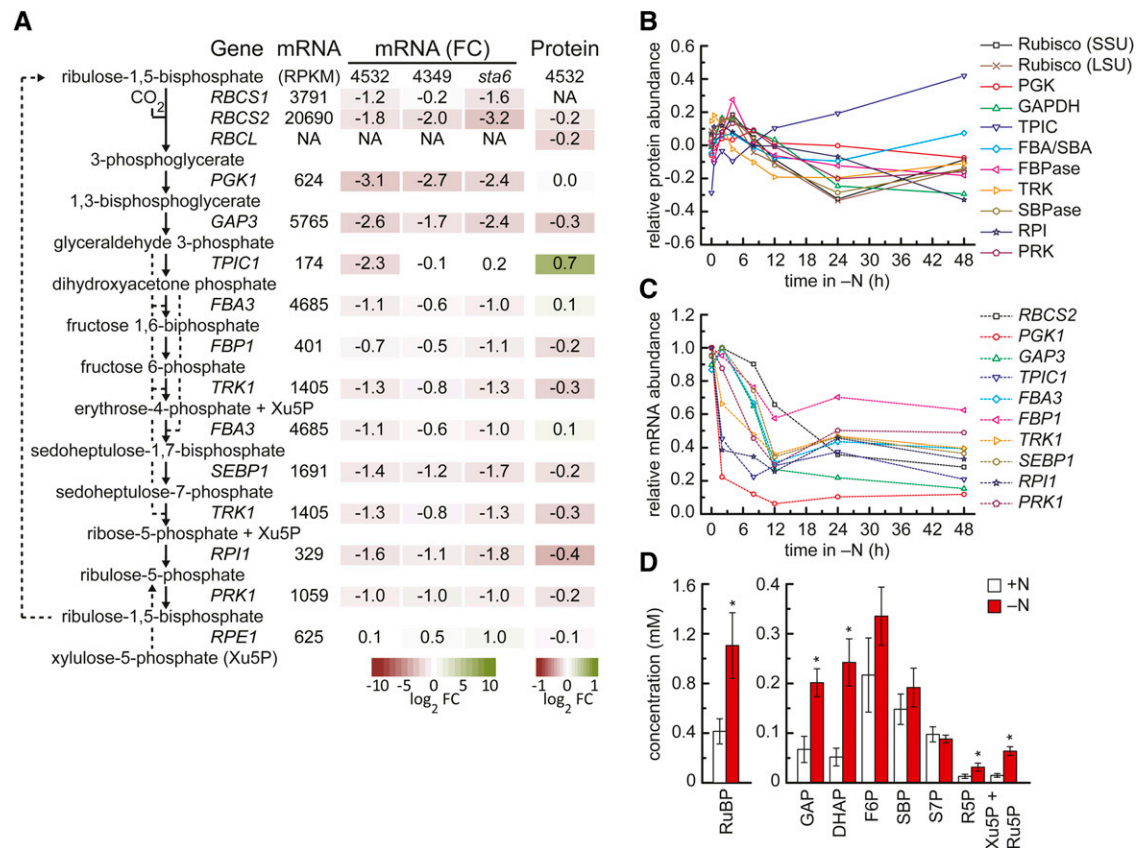 A
Gene mRNA mRNA (FC) Protein
(RPKM) 4532 4349 sta6 4532
ribulose-1,5-bisphosphate
CO2
RBCS1 3791 -1.2 -0.2 -1.6 NA
RBCS2 20690 -1.8 -2.0 -3.2 -0.2
RBCL NA NA NA NA -0.2
3-phosphoglycerate
PGK1 624 -3.1 -2.7 -2.4 0.0
1,3-bisphosphoglycerate
GAP3 5765 -2.6 -1.7 -2.4 -0.3
glyceraldehyde 3-phosphate
TPIC1 174 -2.3 -0.1 0.2 0.7
dihydroxyacetone phosphate
FBA3 4685 -1.1 -0.6 -1.0 0.1
fructose 1,6-biphosphate
FBP1 401 -0.7 -0.5 -1.1 -0.2
fructose 6-phosphate
TRK1 1405 -1.3 -0.8 -1.3 -0.3
erythrose-4-phosphate + Xu5P
FBA3 4685 -1.1 -0.6 -1.0 0.1
sedoheptulose-1,7-bisphosphate
SEBP1 1691 -1.4 -1.2 -1.7 -0.2
sedoheptulose-7-phosphate
TRK1 1405 -1.3 -0.8 -1.3 -0.3
ribose-5-phosphate + Xu5P
RPI1 329 -1.6 -1.1 -1.8 -0.4
ribulose-5-phosphate
PRK1 1059 -1.0 -1.0 -1.0 -0.2
ribulose-1,5-bisphosphate
RPE1 625 0.1 0.5 1.0 -0.1
xylulose-5-phosphate (Xu5P)
-10 0 10
log2 FC
-1 0 1
log2 FC
B
relative protein abundance
0.6
0.4
0.2
0.0
-0.2
-0.4
-0.6
0 6 12 18 24 30 36 42 48
time in –N (h)
Rubisco (SSU)
Rubisco (LSU)
PGK
GAPDH
TPIC
FBA/SBA
FBPase
TRK
SBPase
RPI
PRK
C
relative mRNA abundance
1.0
0.8
0.6
0.4
0.2
0.0
0 6 12 18 24 30 36 42 48
time in –N (h)
RBCS2
PGK1
GAP3
TPIC1
FBA3
FBP1
TRK1
SEBP1
RPI1
PRK1
D
concentration (mM)
1.6
1.2
0.8
0.4
0
0.4
0.3
0.2
0.1
0
+N
–N
*
*
*
*
*
RuBP
GAP
DHAP
F6P
SBP
S7P
R5P
Xu5P +
Ru5P